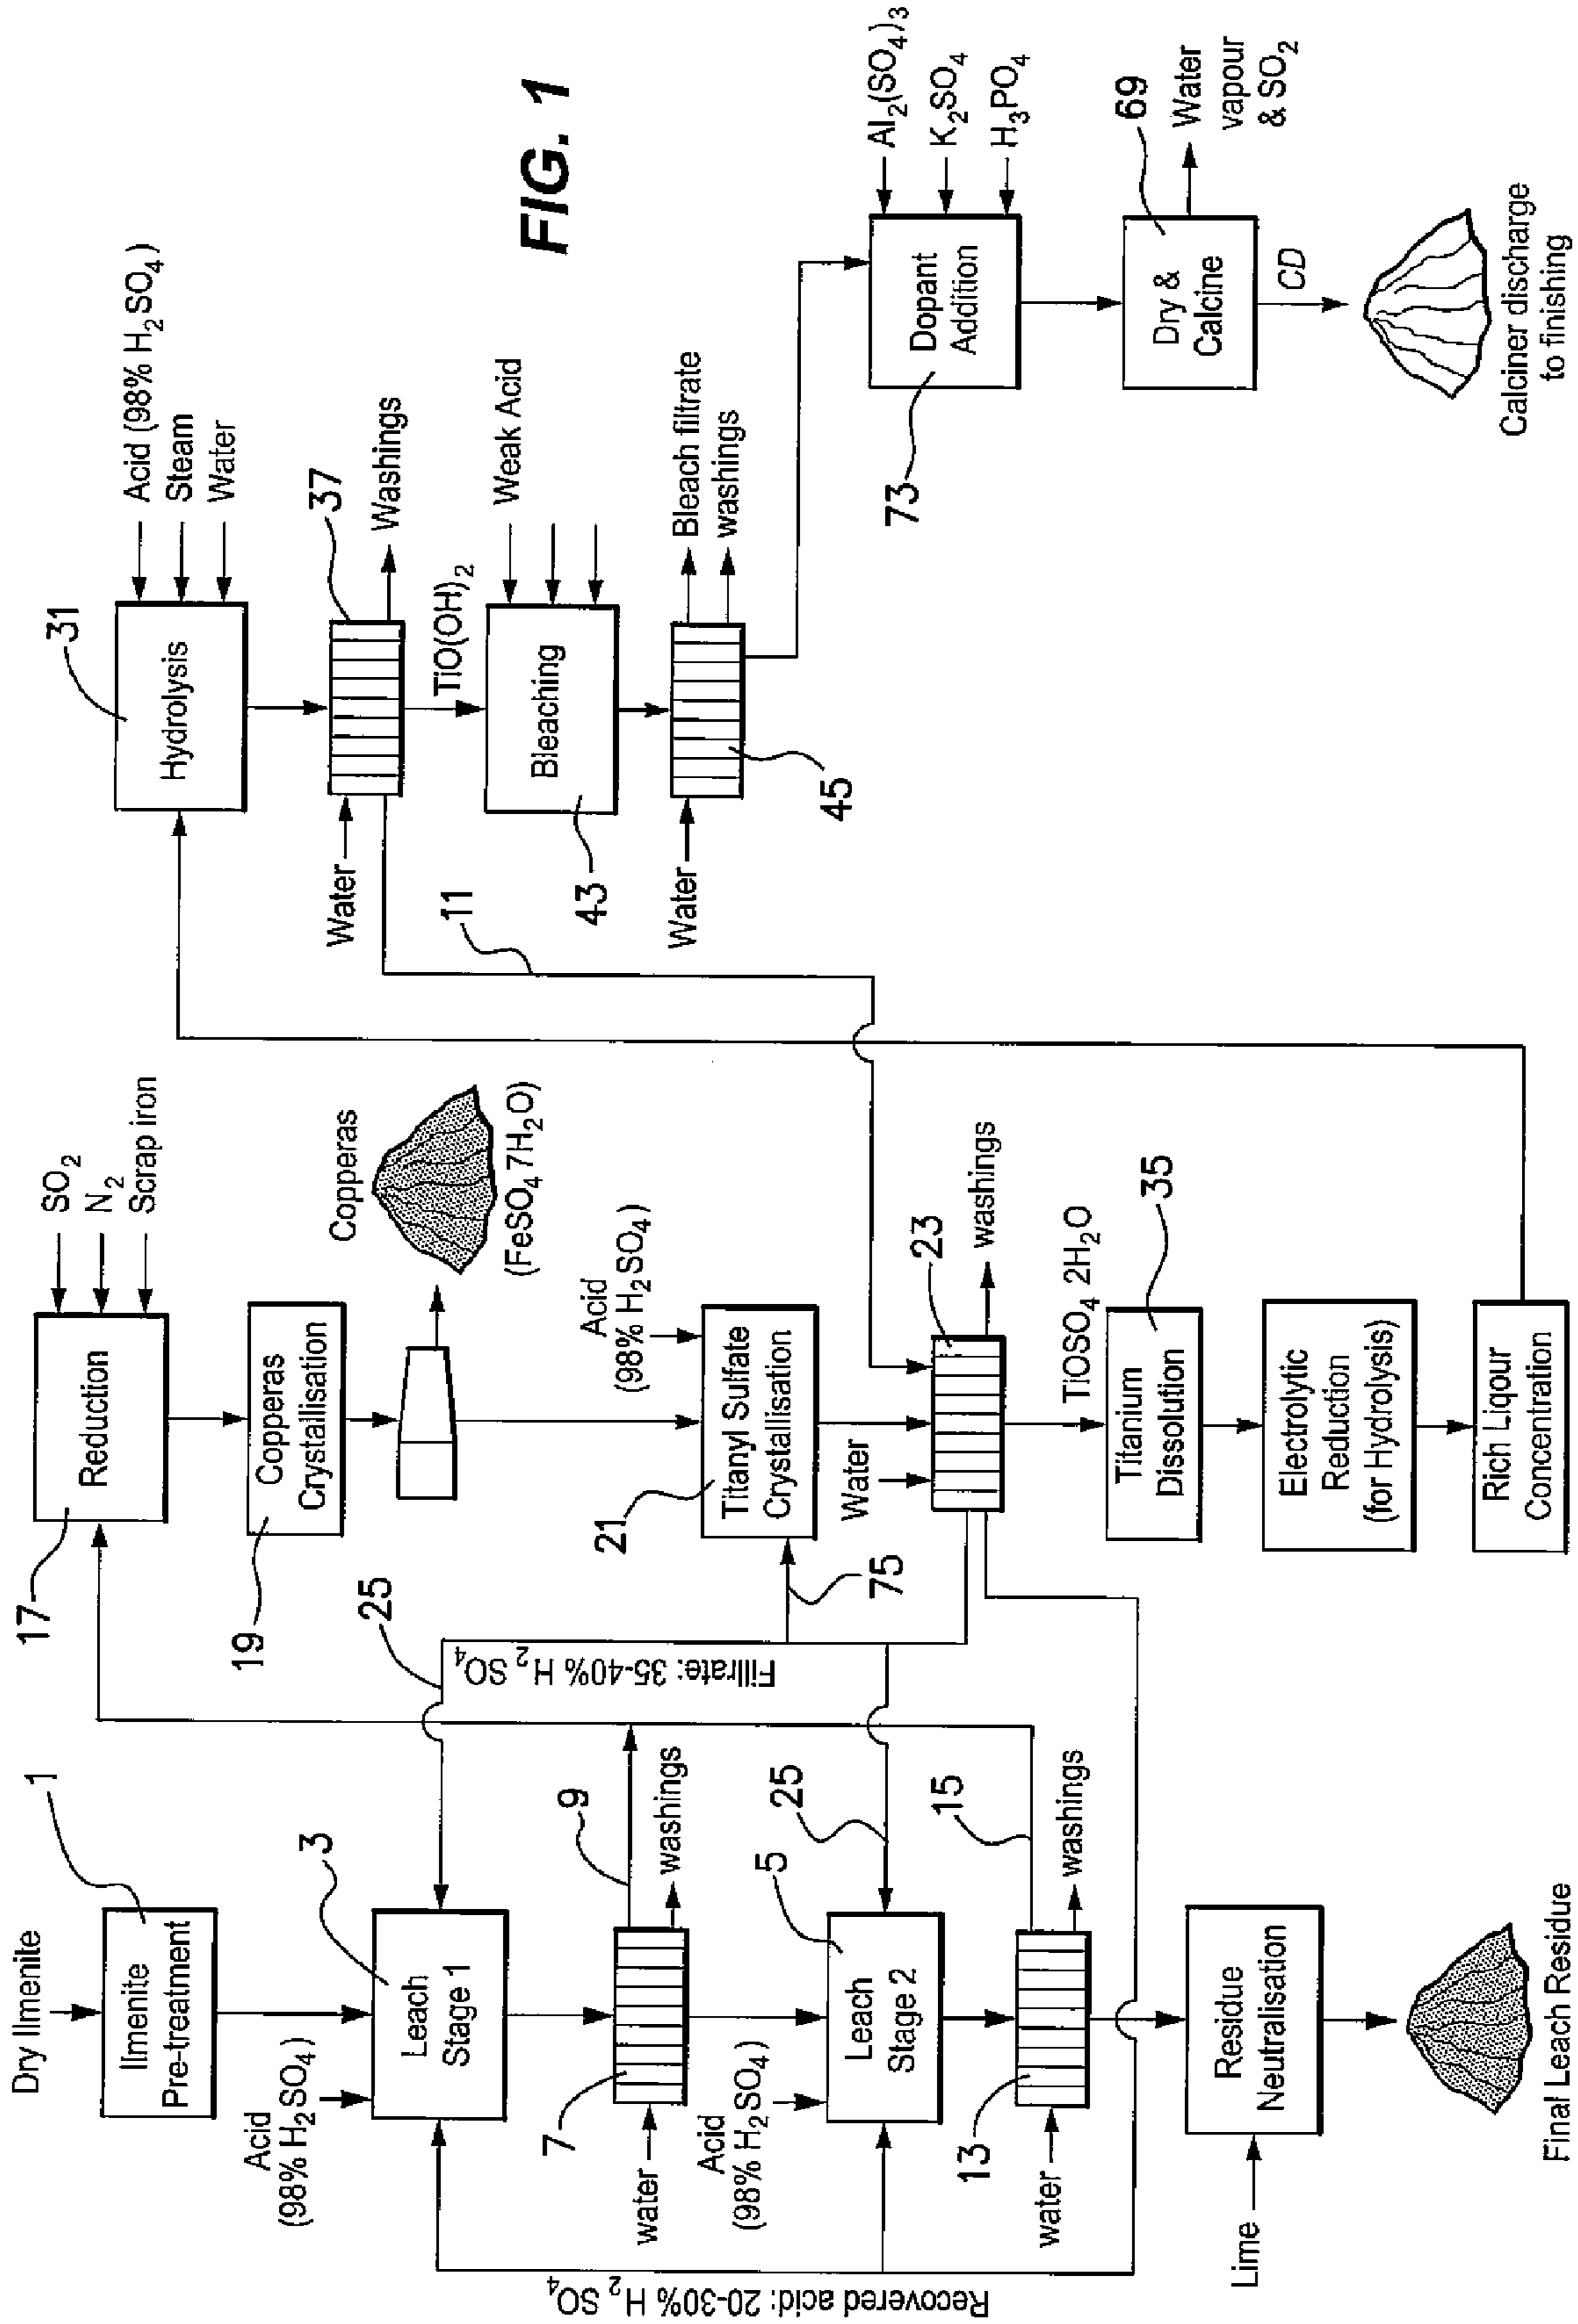 FIG. 1
Dry Ilmenite
1
Ilmenite
Pre-treatment
Acid
(98% H2SO4)
3
Leach
Stage 1
25
7
water
9
washings
Acid
(98% H2SO4)
5
Leach
Stage 2
25
13
water
15
washings
Lime
Residue
Neutralisation
Final Leach Residue
Recovered acid: 20-30% H2SO4
Fillrate: 35-40% H2SO4
17
Reduction
SO2
N2
Scrap iron
19
Copperas
Crystallisation
Copperas
(FeSO4 7H2O)
Acid
(98% H2SO4)
21
Titanyl Sulfate
Crystallisation
75
Water
23
washings
TiOSO4 2H2O
35
Titanium
Dissolution
Electrolytic
Reduction
(for Hydrolysis)
Rich Liqour
Concentration
31
Hydrolysis
Acid (98% H2SO4)
Steam
Water
37
Water
Washings
11
TiO(OH)2
43
Bleaching
Weak Acid
Water
45
Bleach filtrate
washings
73
Dopant
Addition
Al2(SO4)3
K2SO4
H3PO4
69
Dry &
Calcine
Water
vapour
& SO2
CD
Calciner discharge
to finishing